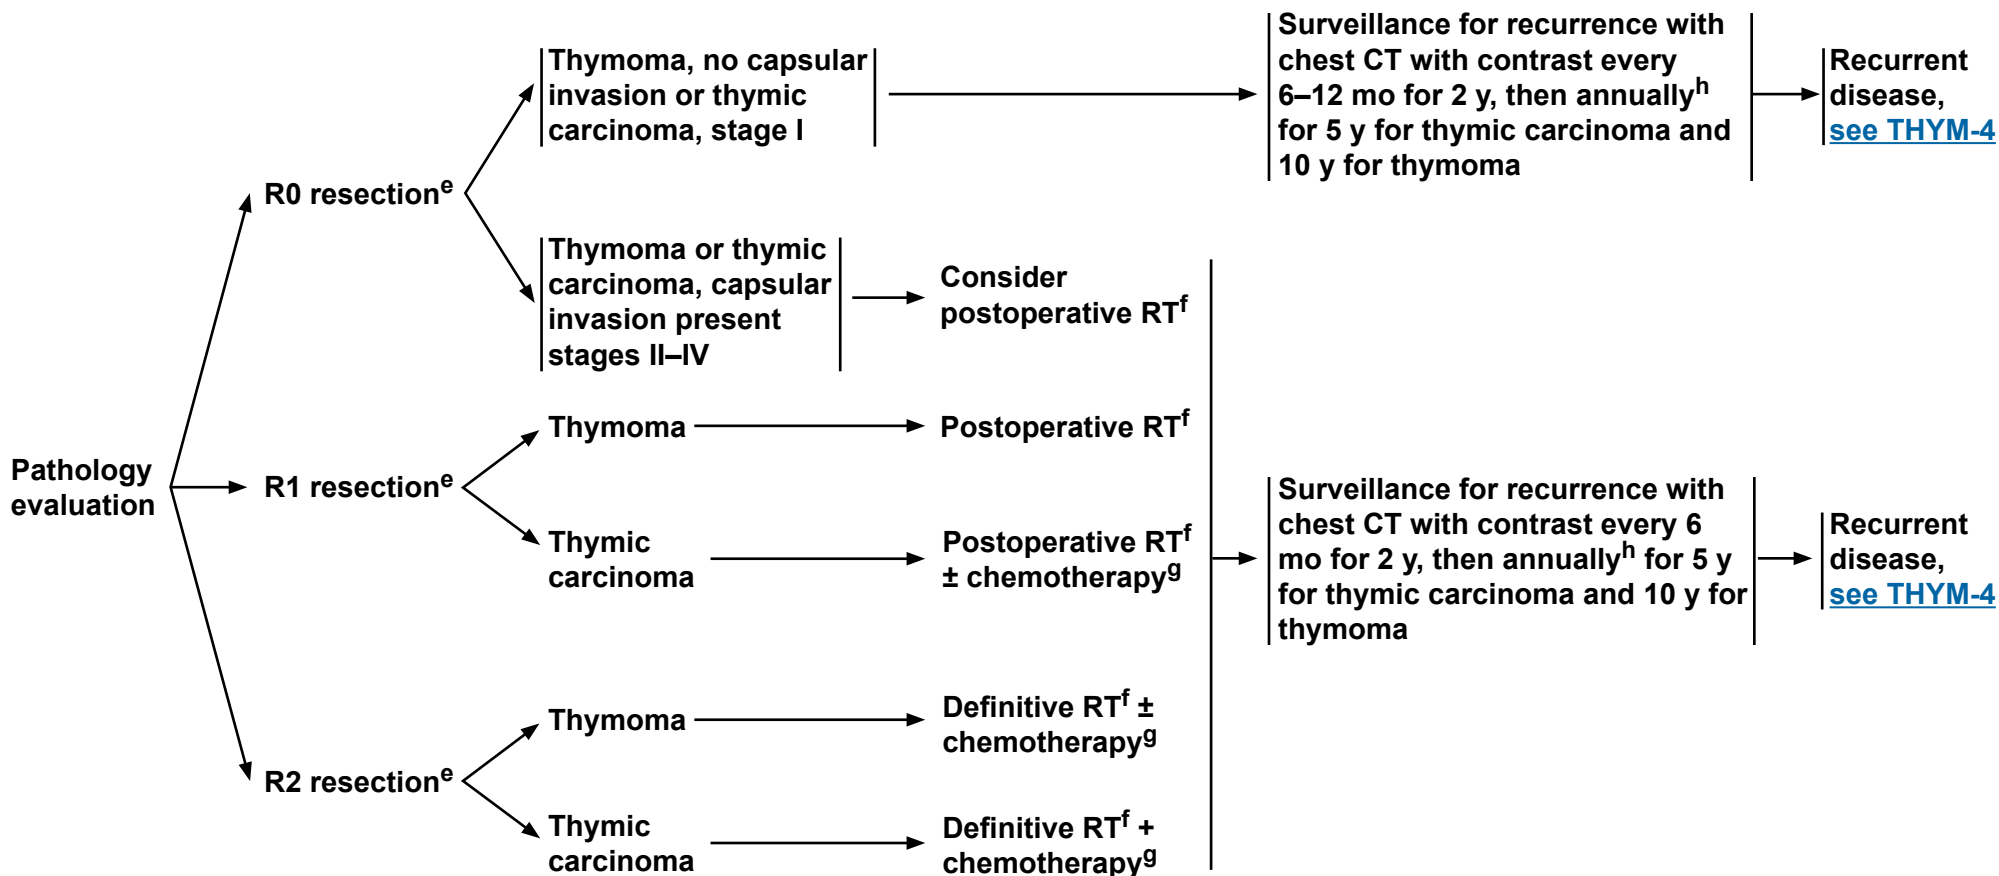 Pathology
evaluation
R0 resectionᵉ
Thymoma, no capsular
invasion or thymic
carcinoma, stage I
Surveillance for recurrence with
chest CT with contrast every
6–12 mo for 2 y, then annuallyʰ
for 5 y for thymic carcinoma and
10 y for thymoma
Recurrent
disease,
see THYM-4
Thymoma or thymic
carcinoma, capsular
invasion present
stages II–IV
Consider
postoperative RTᶠ
R1 resectionᵉ
Thymoma
Postoperative RTᶠ
Thymic
carcinoma
Postoperative RTᶠ
± chemotherapyᵍ
R2 resectionᵉ
Thymoma
Definitive RTᶠ ±
chemotherapyᵍ
Thymic
carcinoma
Definitive RTᶠ +
chemotherapyᵍ
Surveillance for recurrence with
chest CT with contrast every 6
mo for 2 y, then annuallyʰ for 5 y
for thymic carcinoma and 10 y for
thymoma
Recurrent
disease,
see THYM-4